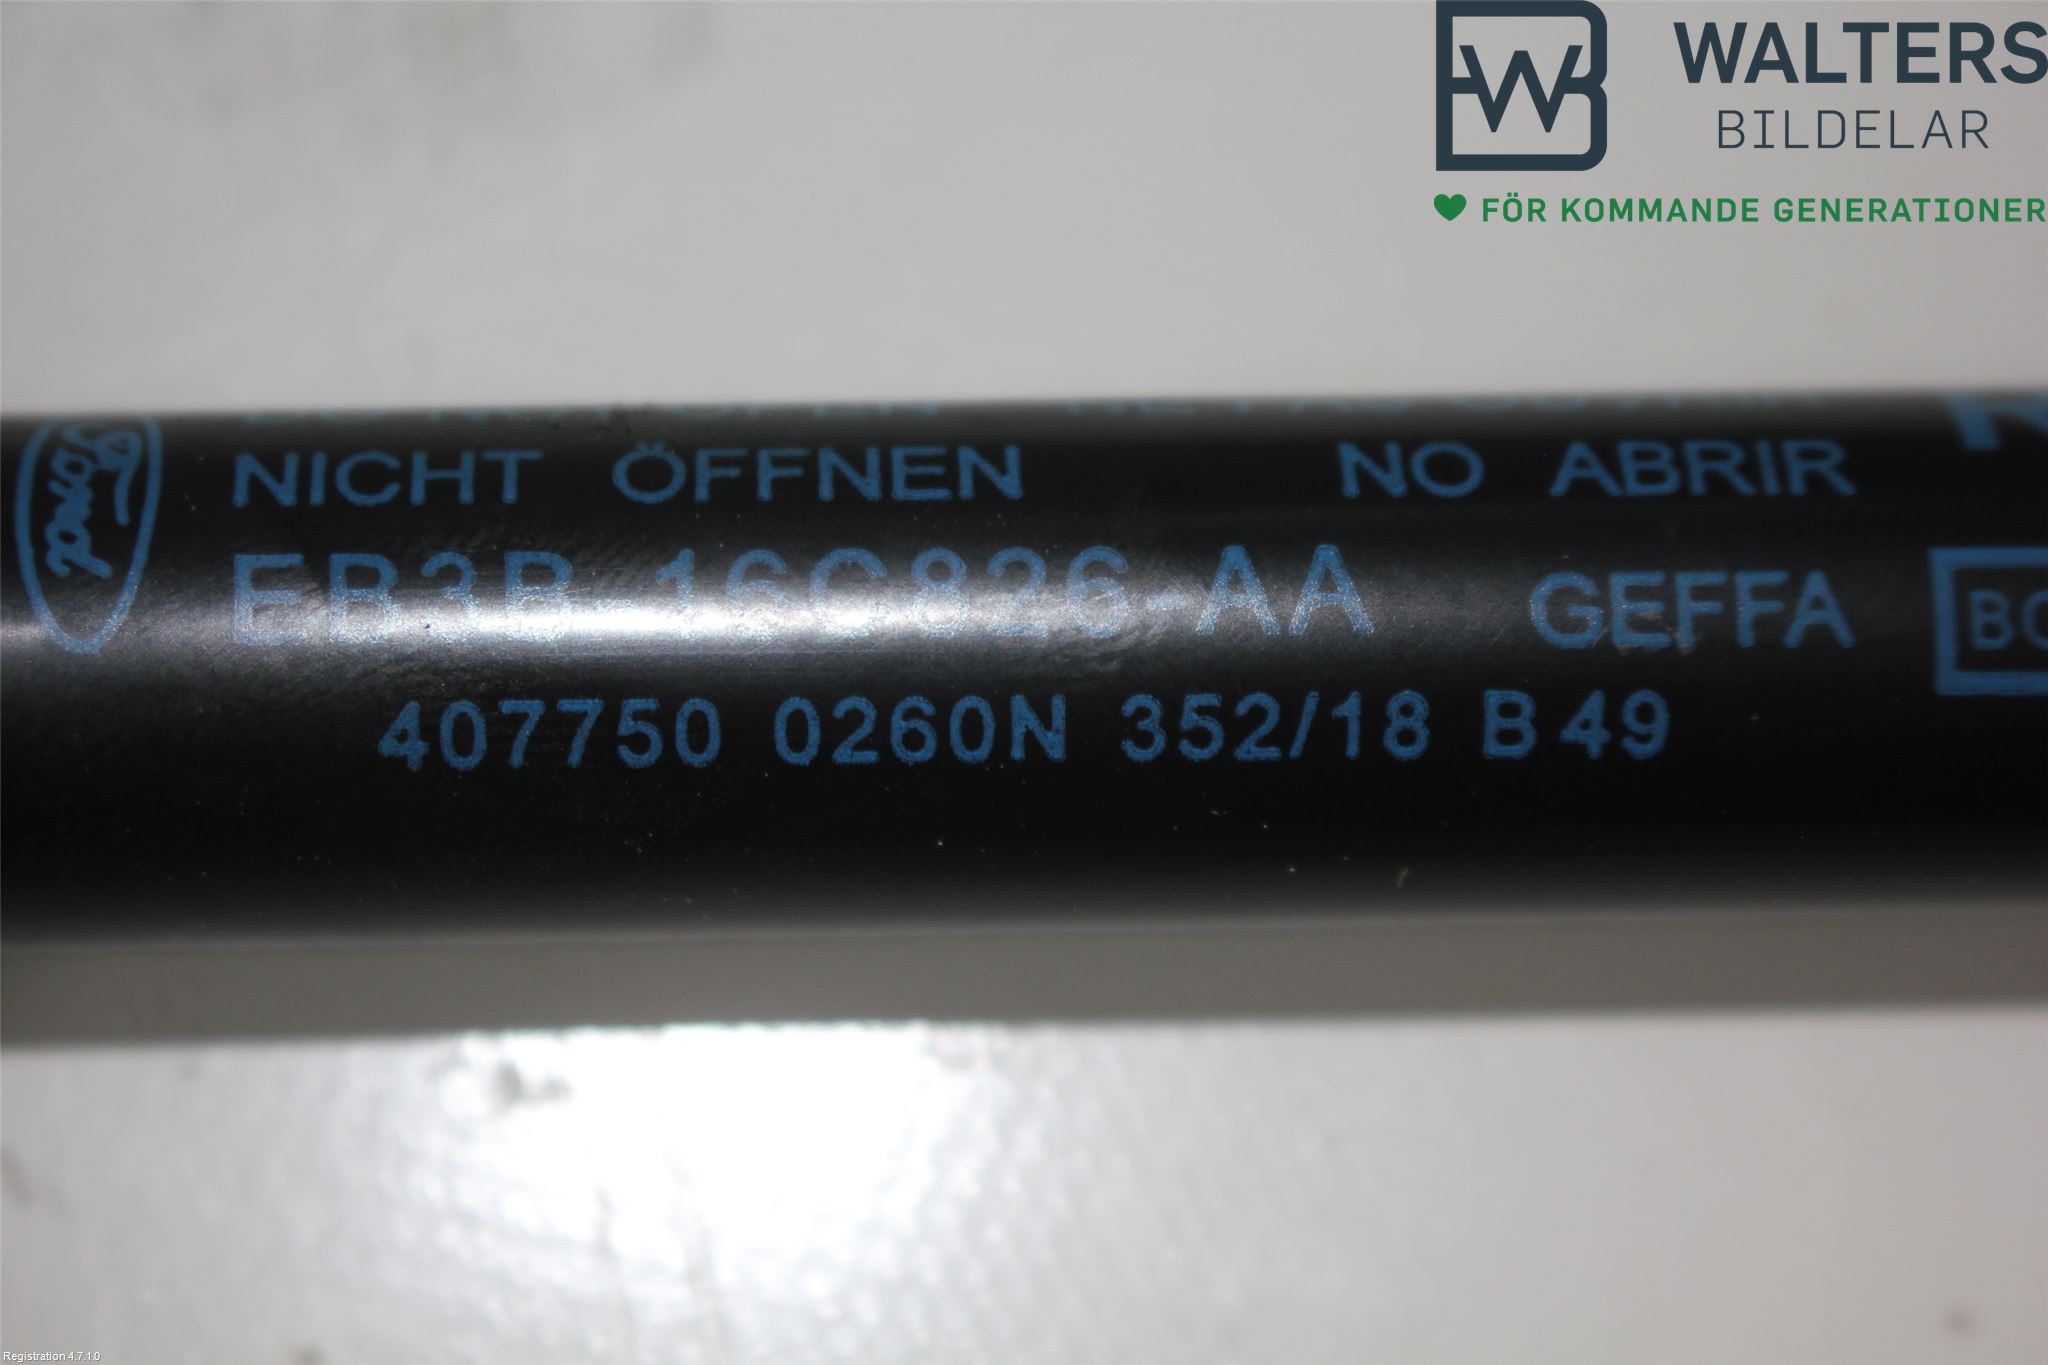 WALTERS
BILDELAR
FÖR KOMMANDE GENERATIONER
NICHT ÖFFNEN NO ABRIR
Ford
EB3B-16C826-AA GEFFA
407750 0260N 352/18 B49
Registration 4.7.1.0